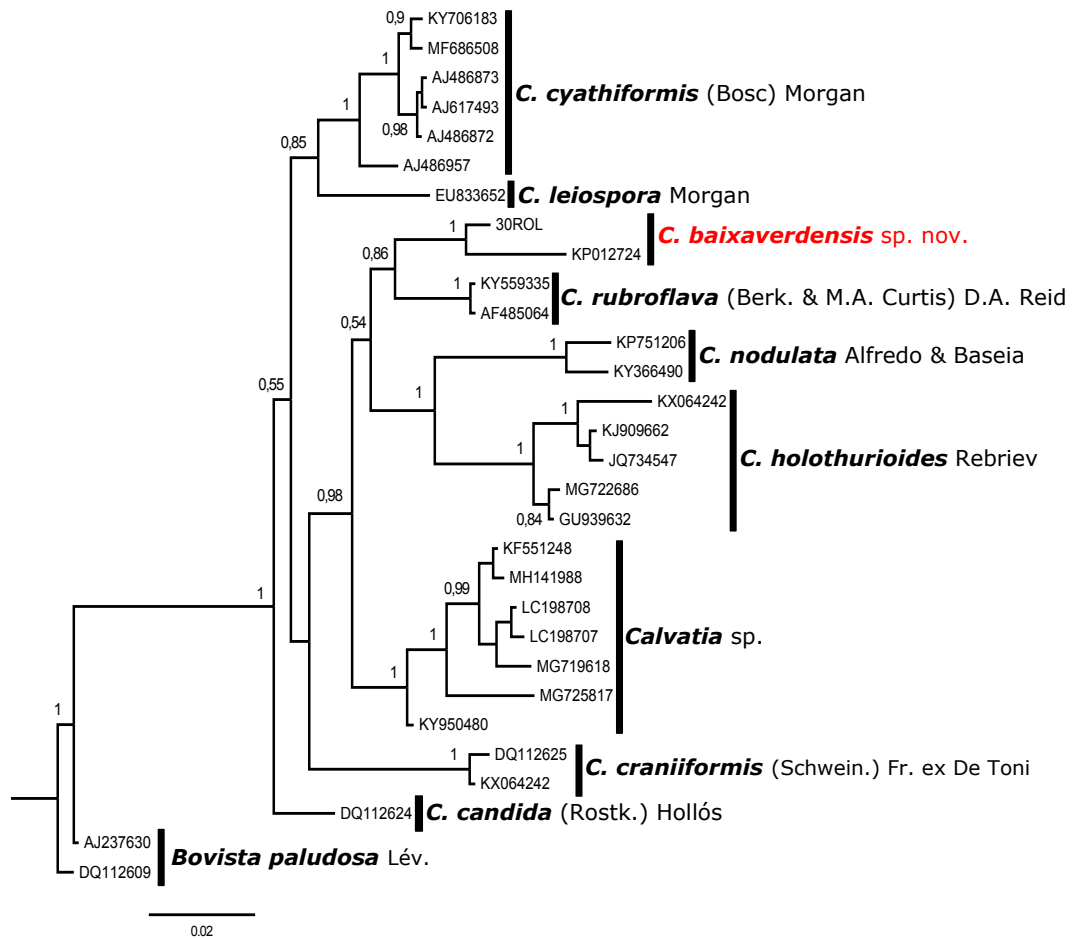 0,9
KY706183
MF686508
1
AJ486873
AJ617493
0,98
AJ486872
1
AJ486957
C. cyathiformis (Bosc) Morgan
0,85
EU833652
C. leiospora Morgan
1
30ROL
KP012724
C. baixaverdensis sp. nov.
0,86
1
KY559335
AF485064
C. rubroflava (Berk. & M.A. Curtis) D.A. Reid
0,54
1
KP751206
KY366490
C. nodulata Alfredo & Baseia
0,55
1
1
KX064242
KJ909662
JQ734547
1
MG722686
0,84
GU939632
C. holothurioides Rebriev
0,98
KF551248
MH141988
0,99
LC198708
LC198707
MG719618
1
MG725817
1
KY950480
Calvatia sp.
1
1
DQ112625
KX064242
C. craniiformis (Schwein.) Fr. ex De Toni
DQ112624
C. candida (Rostk.) Hollós
1
AJ237630
DQ112609
Bovista paludosa Lév.
0.02